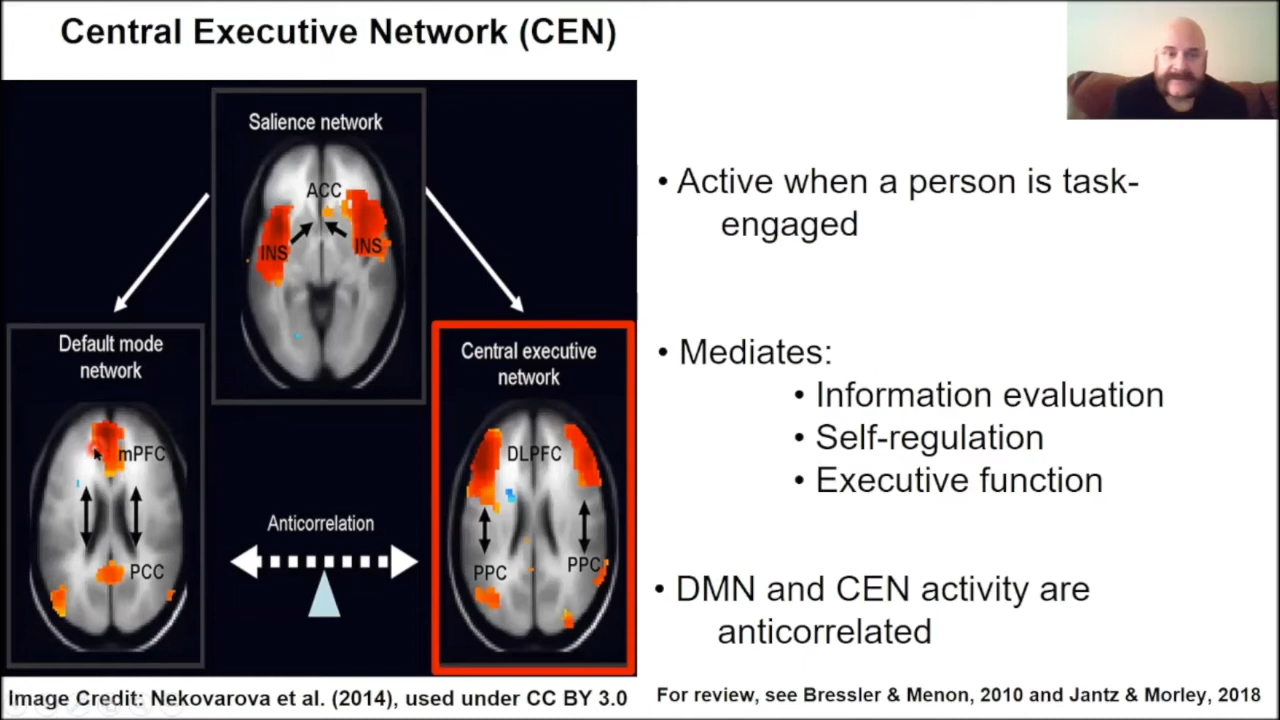 Central Executive Network (CEN)
Salience network
ACC
INS
INS
Default mode
network
mPFC
PCC
Anticorrelation
Central executive
network
DLPFC
PPC
PPC
• Active when a person is task-
engaged
• Mediates:
• Information evaluation
• Self-regulation
• Executive function
• DMN and CEN activity are
anticorrelated
Image Credit: Nekovarova et al. (2014), used under CC BY 3.0
For review, see Bressler & Menon, 2010 and Jantz & Morley, 2018